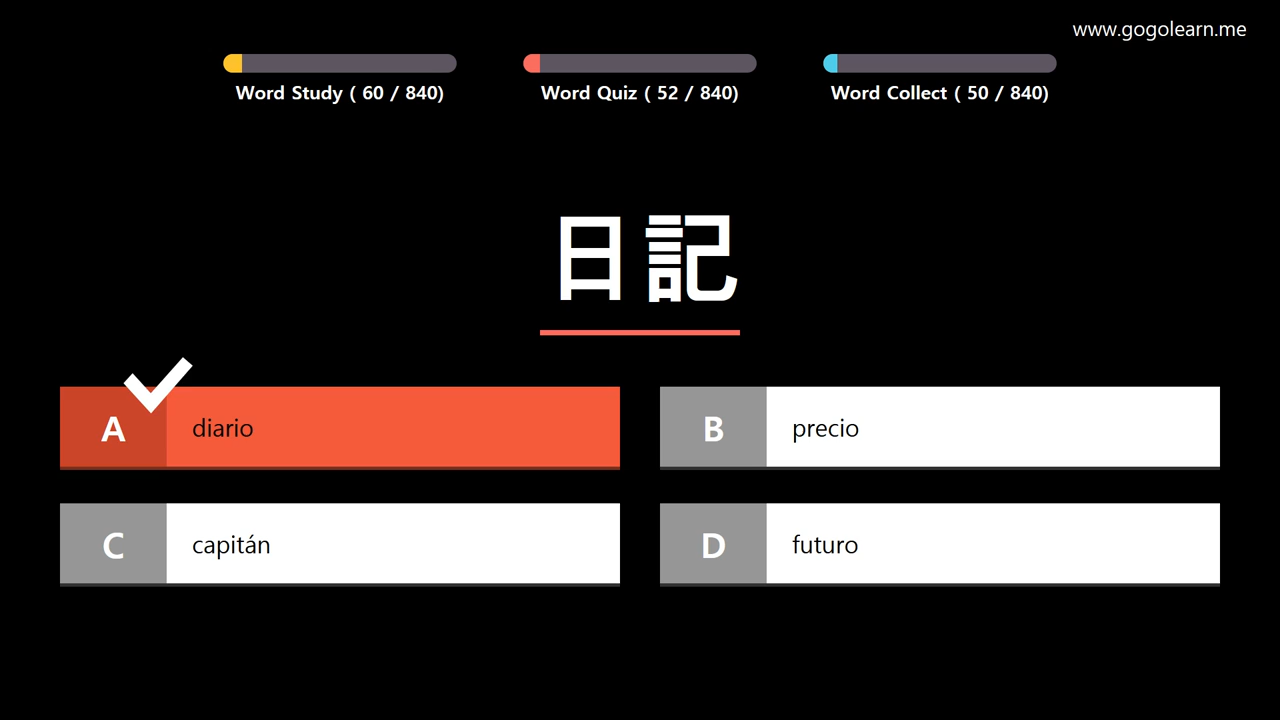 www.gogolearn.me
Word Study ( 60 / 840)
Word Quiz ( 52 / 840)
Word Collect ( 50 / 840)
日記
A diario
B precio
C capitán
D futuro